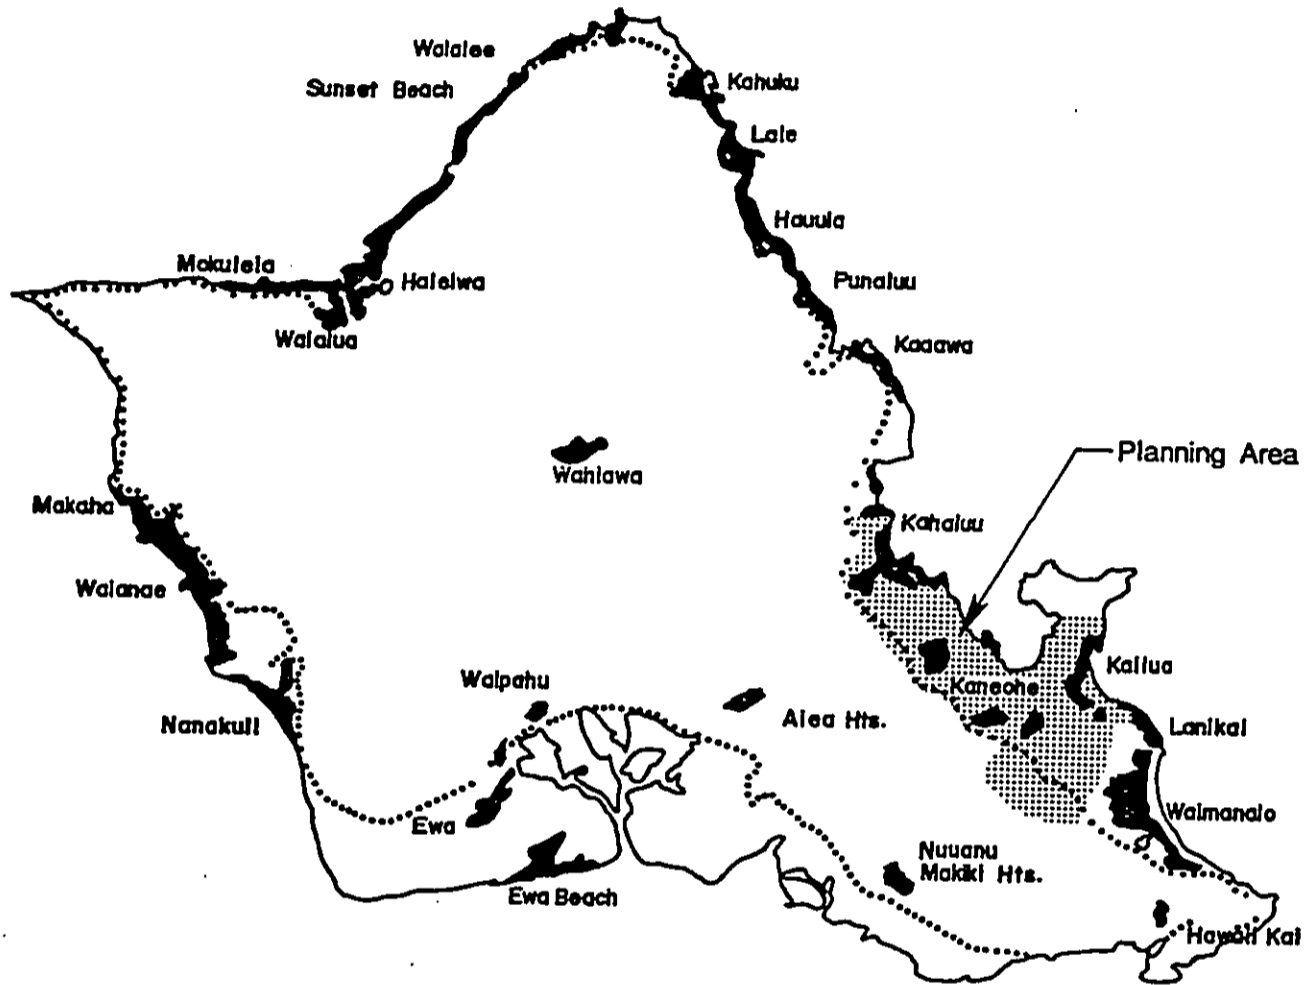 Waialee
Sunset Beach
Kahuku
Laie
Hauula
Mokuleia
Haleiwa
Punaluu
Waialua
Kaaawa
Planning Area
Wahiawa
Makaha
Kahaluu
Waianae
Kailua
Waipahu
Kaneohe
Nanakuli
Aiea Hts.
Lanikai
Ewa
Waimanalo
Nuuanu
Makiki Hts.
Ewa Beach
Hawaii Kai